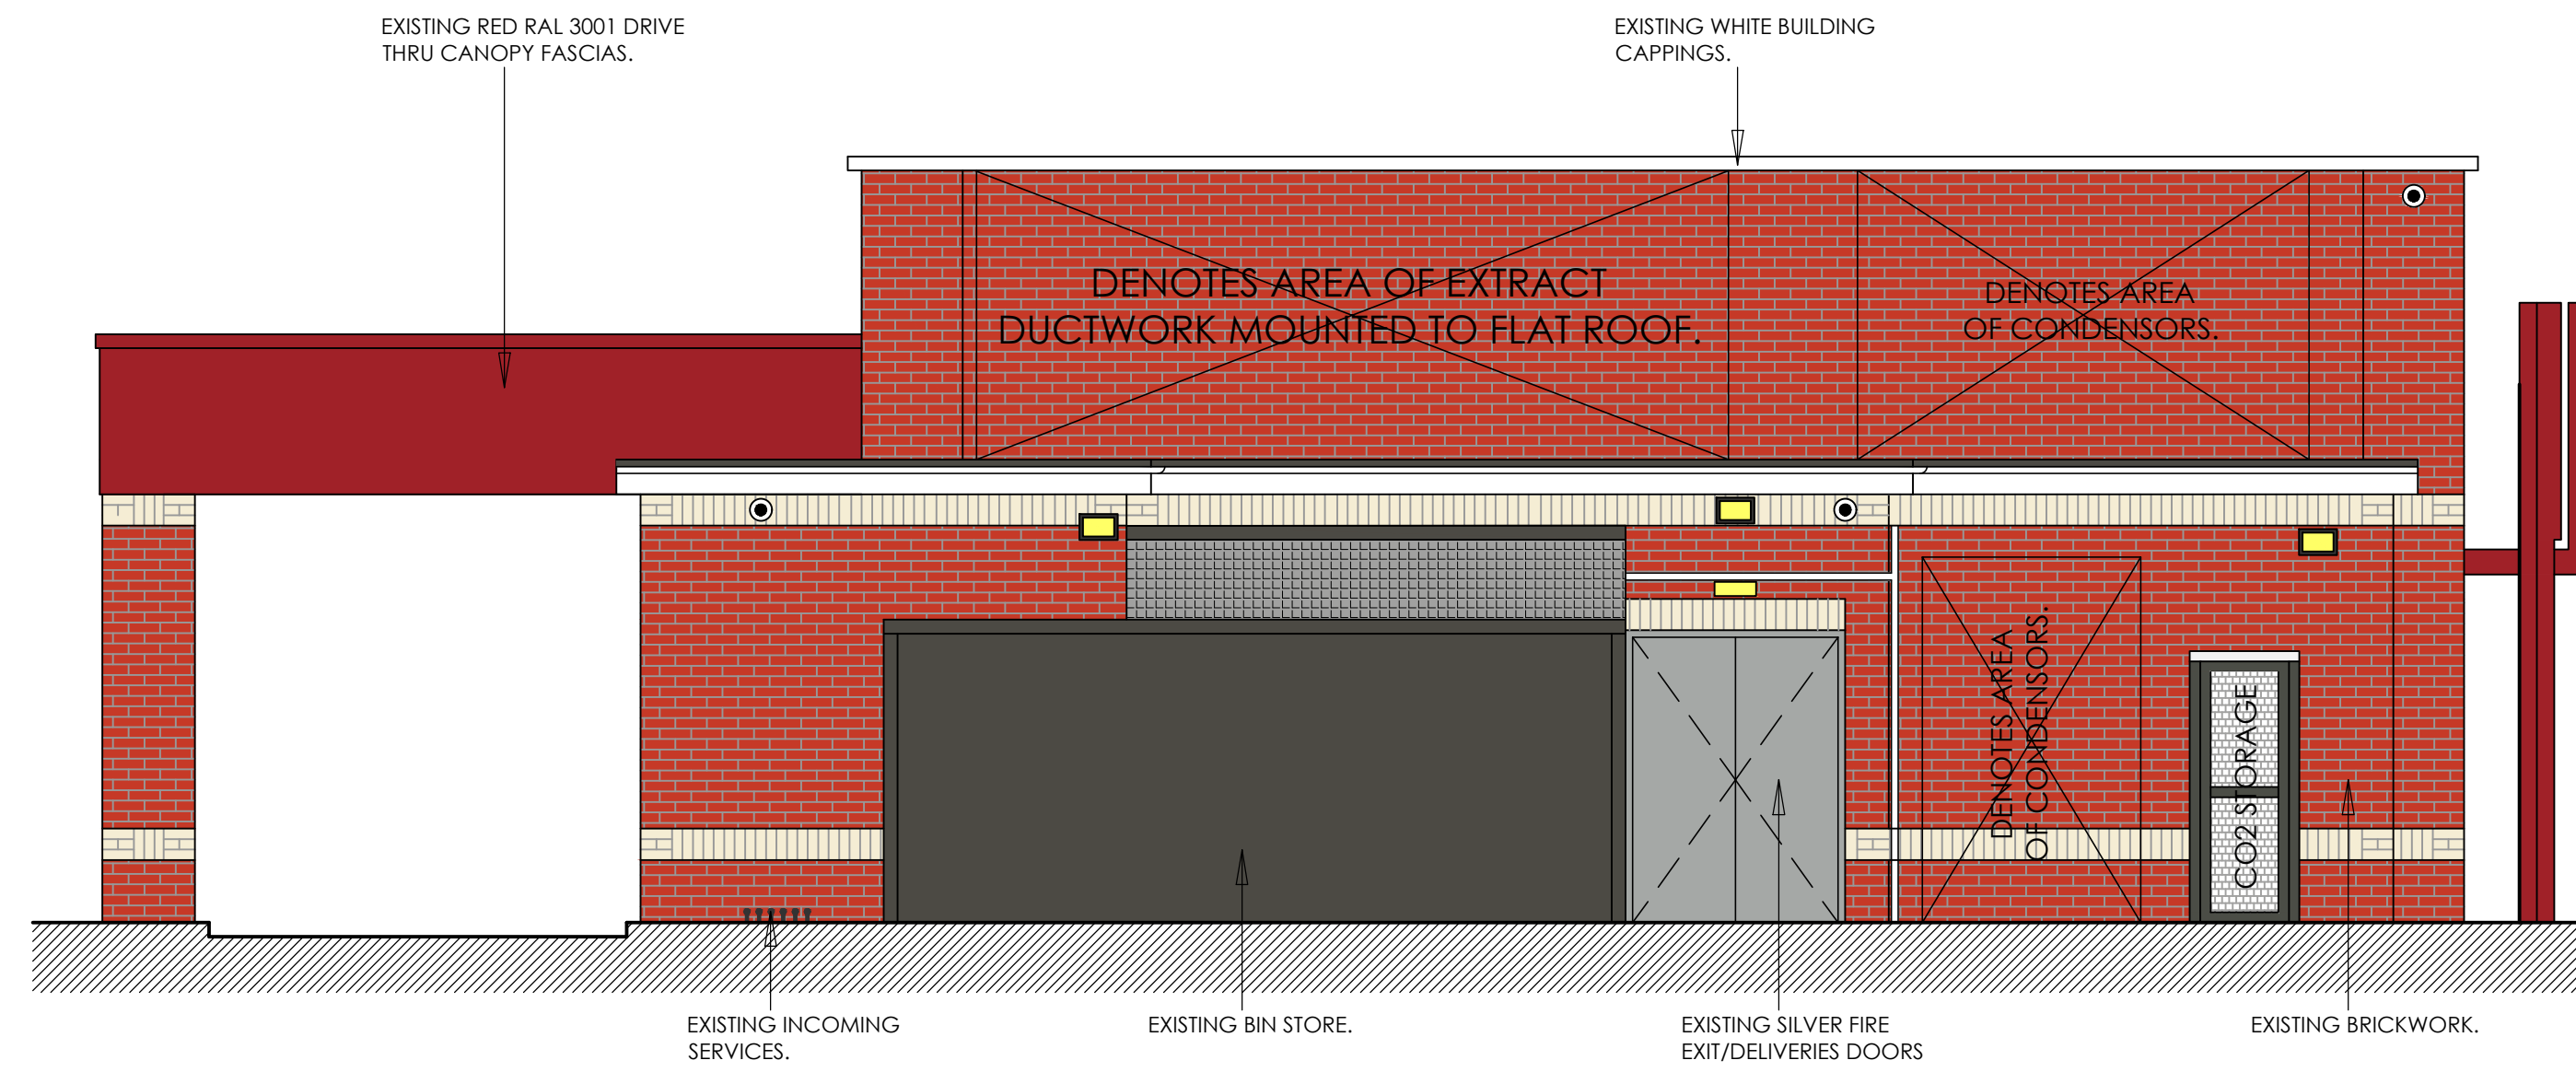 EXISTING RED RAL 3001 DRIVE
THRU CANOPY FASCIAS.
EXISTING WHITE BUILDING
CAPPINGS.
DENOTES AREA OF EXTRACT
DUCTWORK MOUNTED TO FLAT ROOF.
DENOTES AREA
OF CONDENSORS.
DENOTES AREA
OF CONDENSORS.
CO2 STORAGE
EXISTING INCOMING
SERVICES.
EXISTING BIN STORE.
EXISTING SILVER FIRE
EXIT/DELIVERIES DOORS
EXISTING BRICKWORK.